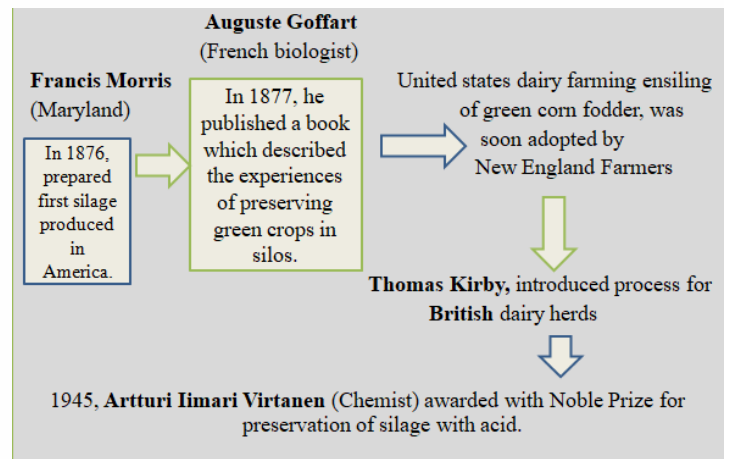 Francis Morris
(Maryland)
In 1876,
prepared
first silage
produced
in
America.
Auguste Goffart
(French biologist)
In 1877, he
published a book
which described
the experiences
of preserving
green crops in
silos.
United states dairy farming ensiling
of green corn fodder, was
soon adopted by
New England Farmers
Thomas Kirby, introduced process for
British dairy herds
1945, Artturi Iimari Virtanen (Chemist) awarded with Noble Prize for
preservation of silage with acid.